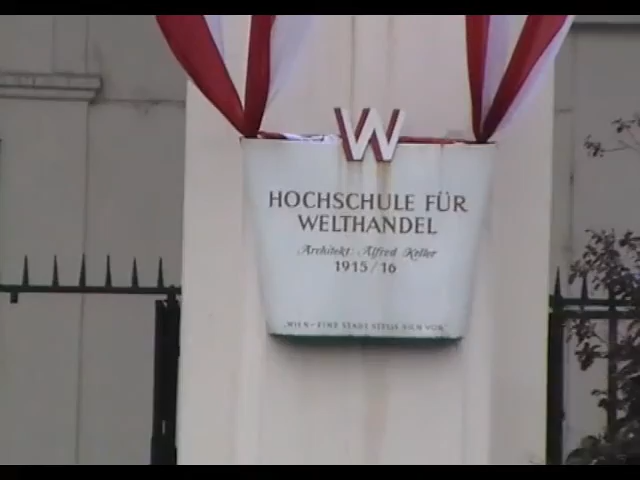 W
HOCHSCHULE FÜR
WELTHANDEL
Architekt: Alfred Keller
1915/16
„WIEN – EINE STADT STELLT SICH VOR“